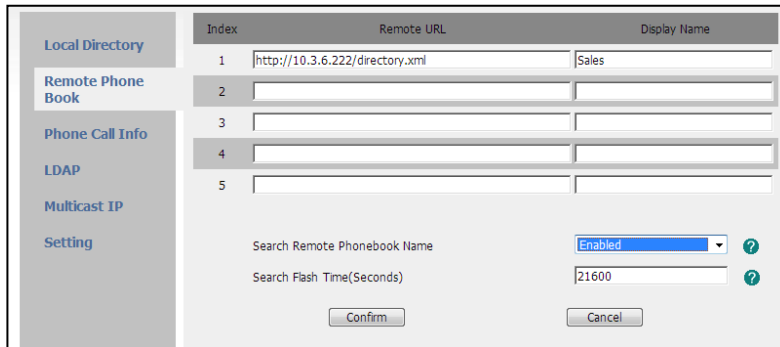 Local Directory
Remote Phone
Book
Phone Call Info
LDAP
Multicast IP
Setting
Index Remote URL Display Name
1 http://10.3.6.222/directory.xml Sales
2
3
4
5
Search Remote Phonebook Name Enabled ?
Search Flash Time(Seconds) 21600 ?
Confirm Cancel